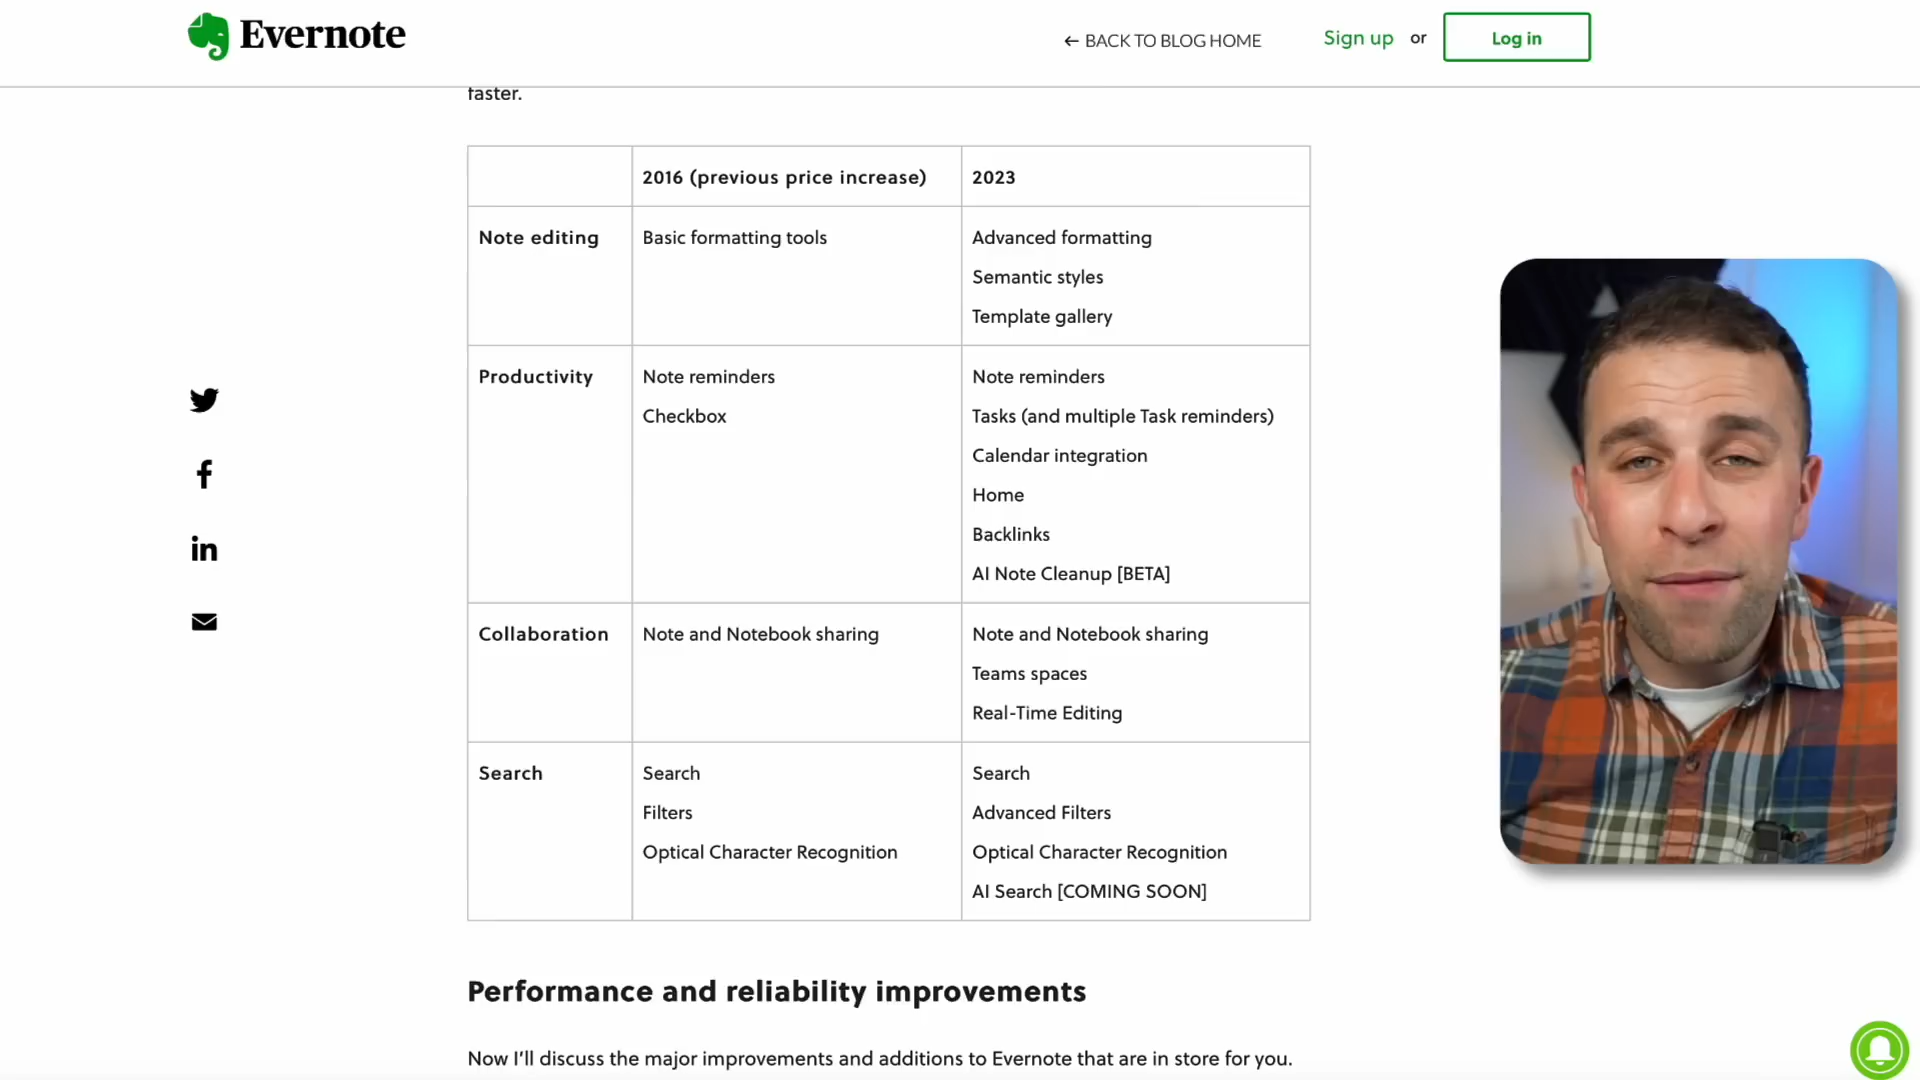 Evernote
← BACK TO BLOG HOME
Sign up or
Log in
faster.
2016 (previous price increase)
2023
Note editing
Basic formatting tools
Advanced formatting
Semantic styles
Template gallery
Productivity
Note reminders
Checkbox
Note reminders
Tasks (and multiple Task reminders)
Calendar integration
Home
Backlinks
AI Note Cleanup [BETA]
Collaboration
Note and Notebook sharing
Note and Notebook sharing
Teams spaces
Real-Time Editing
Search
Search
Filters
Optical Character Recognition
Search
Advanced Filters
Optical Character Recognition
AI Search [COMING SOON]
Performance and reliability improvements
Now I'll discuss the major improvements and additions to Evernote that are in store for you.